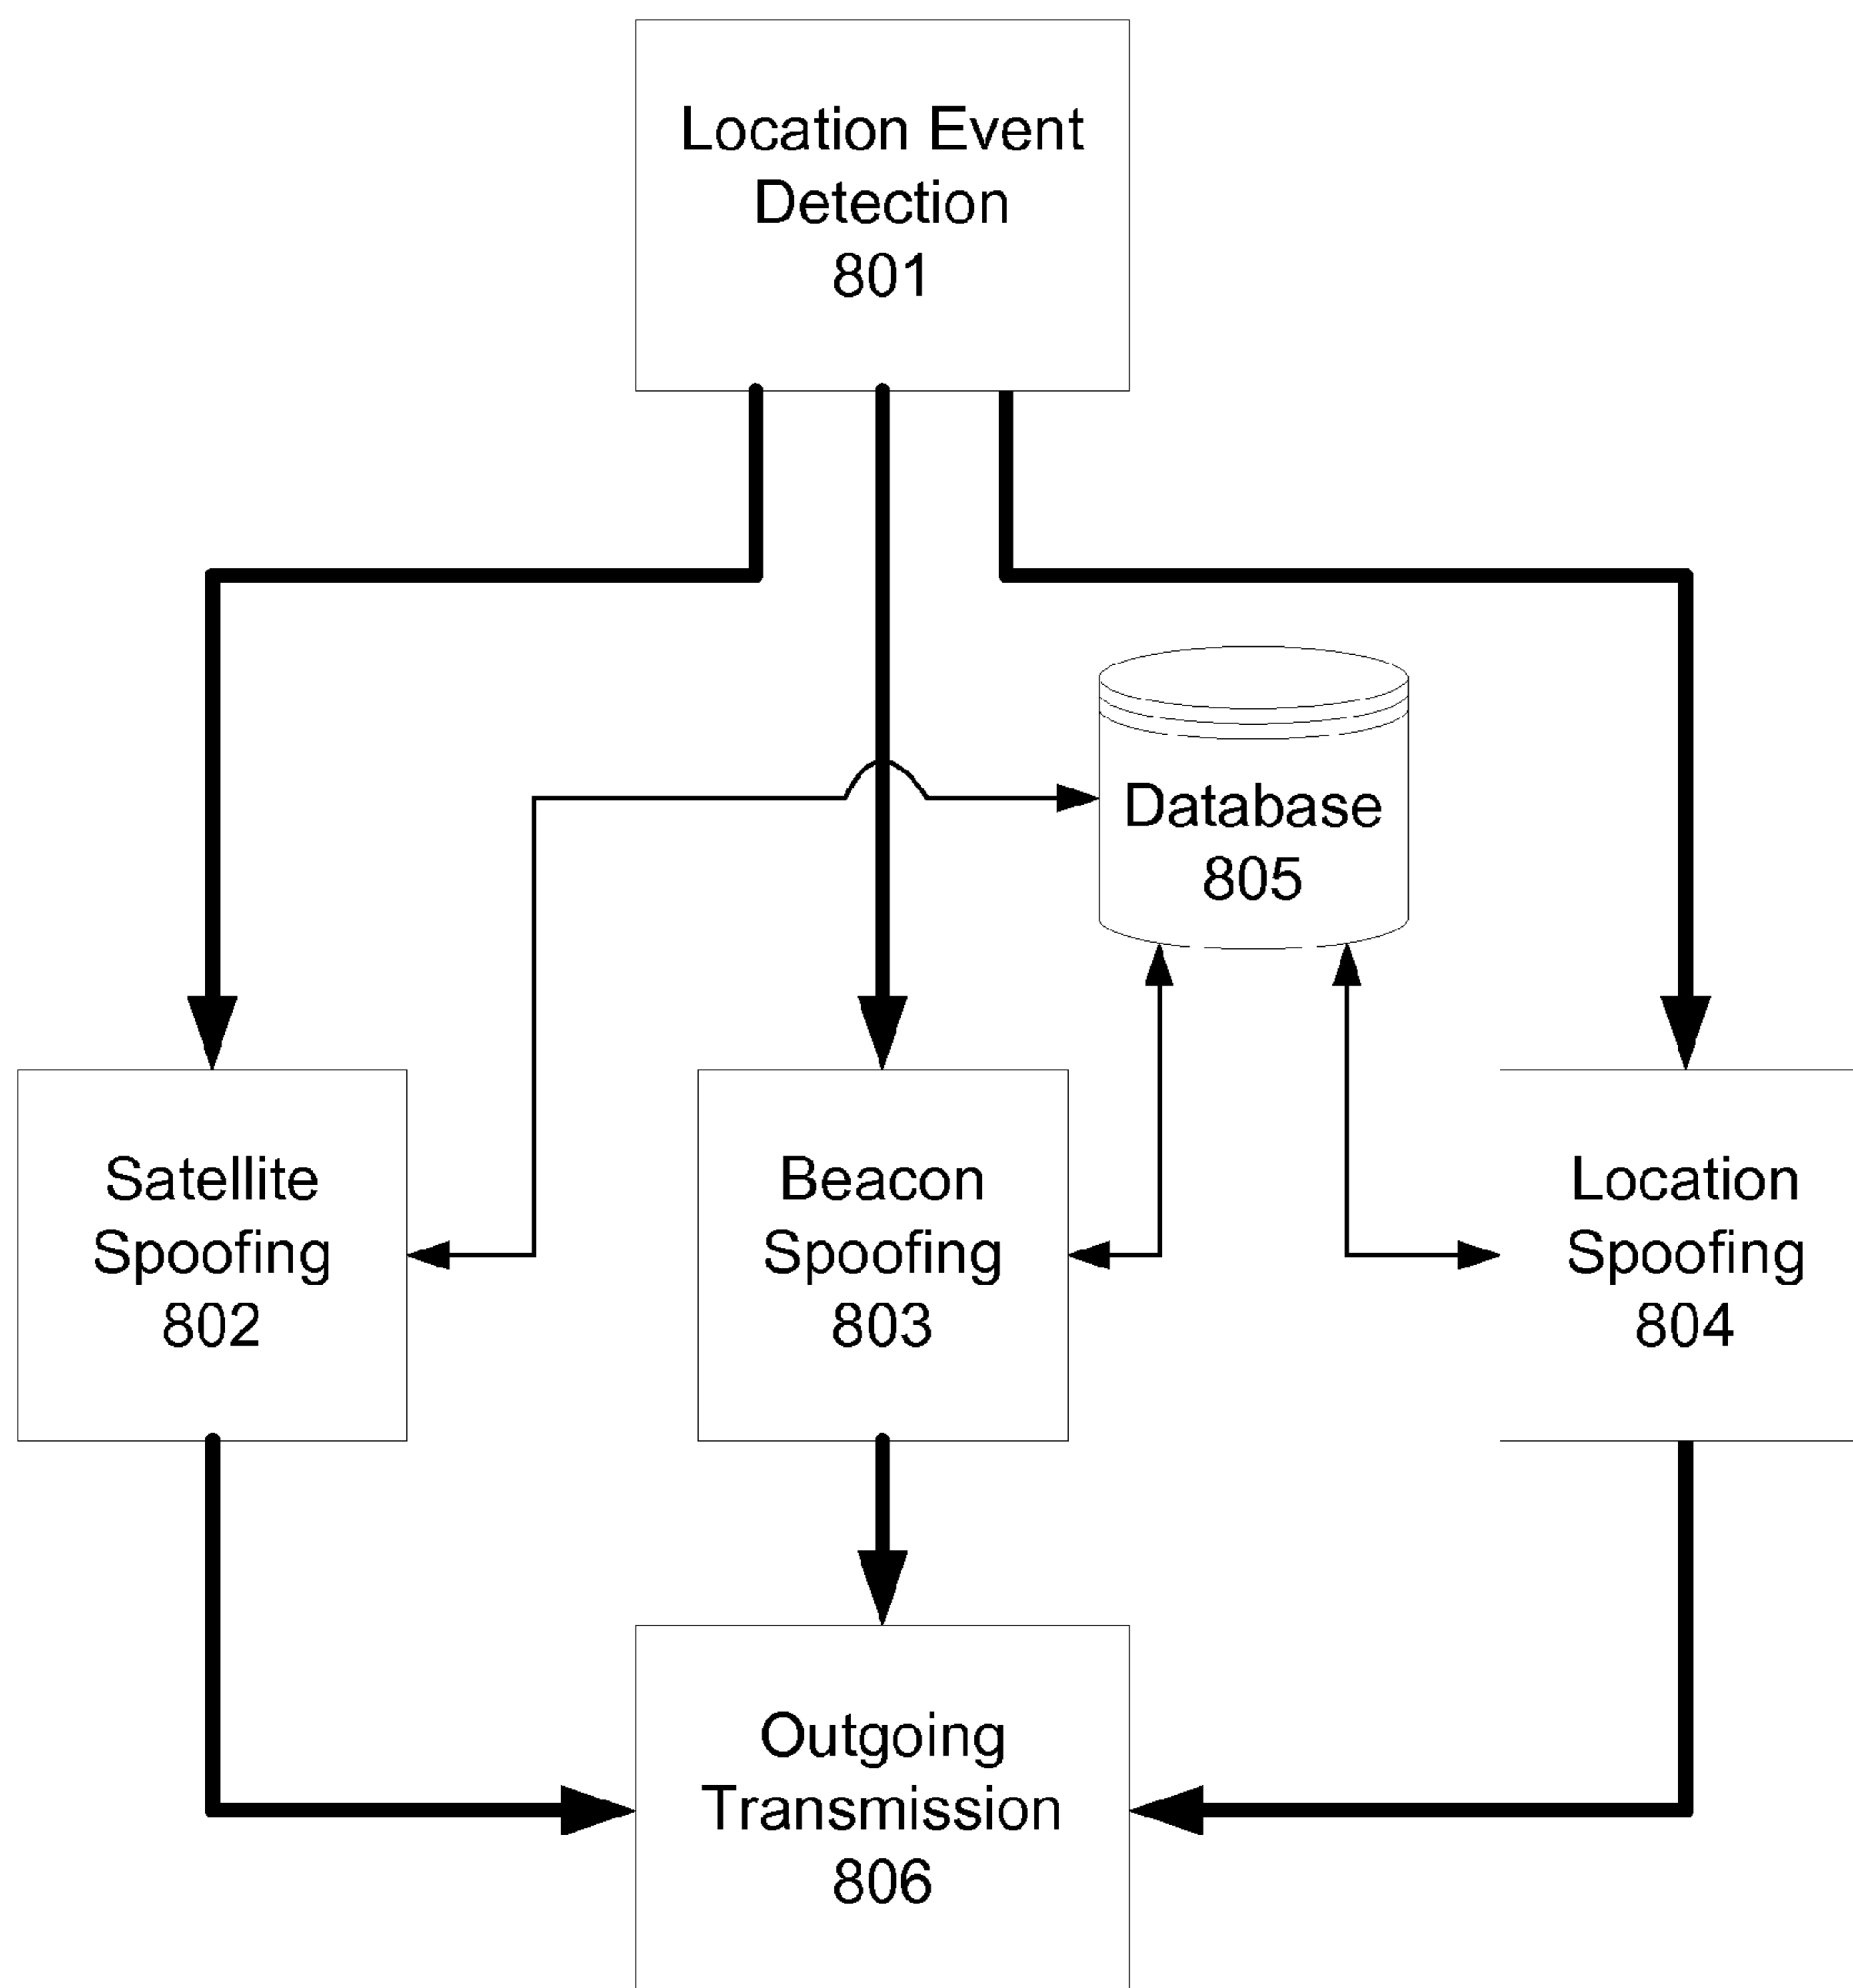 Location Event
Detection
801
Database
805
Satellite
Spoofing
802
Beacon
Spoofing
803
Location
Spoofing
804
Outgoing
Transmission
806